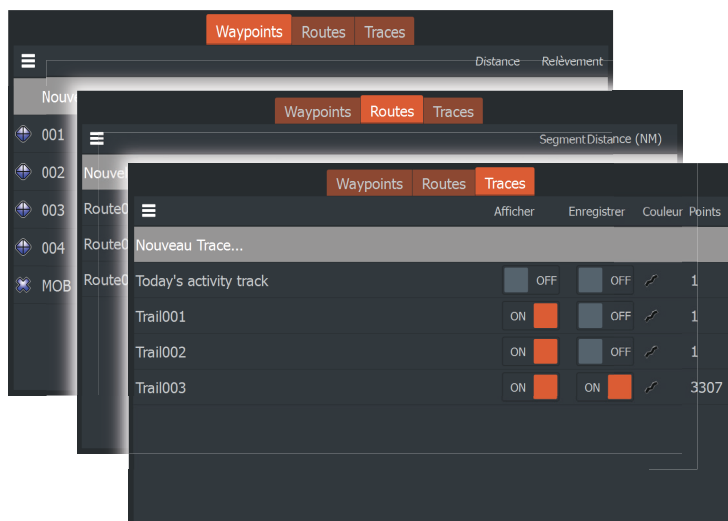 Waypoints Routes Traces
Distance Relèvement
Nouv
001
002
003
004
MOB
Waypoints Routes Traces
Segment Distance (NM)
Nouve
Route0
Route0
Route0
Waypoints Routes Traces
Afficher Enregistrer Couleur Points
Nouveau Trace...
Today's activity track OFF OFF 1
Trail001 ON OFF 1
Trail002 ON OFF 1
Trail003 ON ON 3307